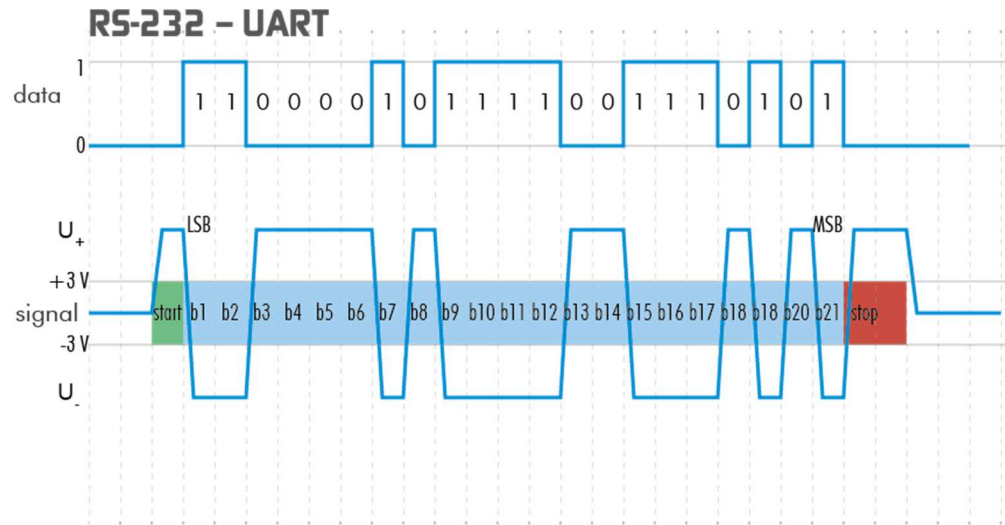 RS-232 – UART
1
data 1 1 0 0 0 0 1 0 1 1 1 1 0 0 1 1 1 0 1 0 1
0
U+ LSB MSB
+3 V
signal start b1 b2 b3 b4 b5 b6 b7 b8 b9 b10 b11 b12 b13 b14 b15 b16 b17 b18 b18 b20 b21 stop
-3 V
U-